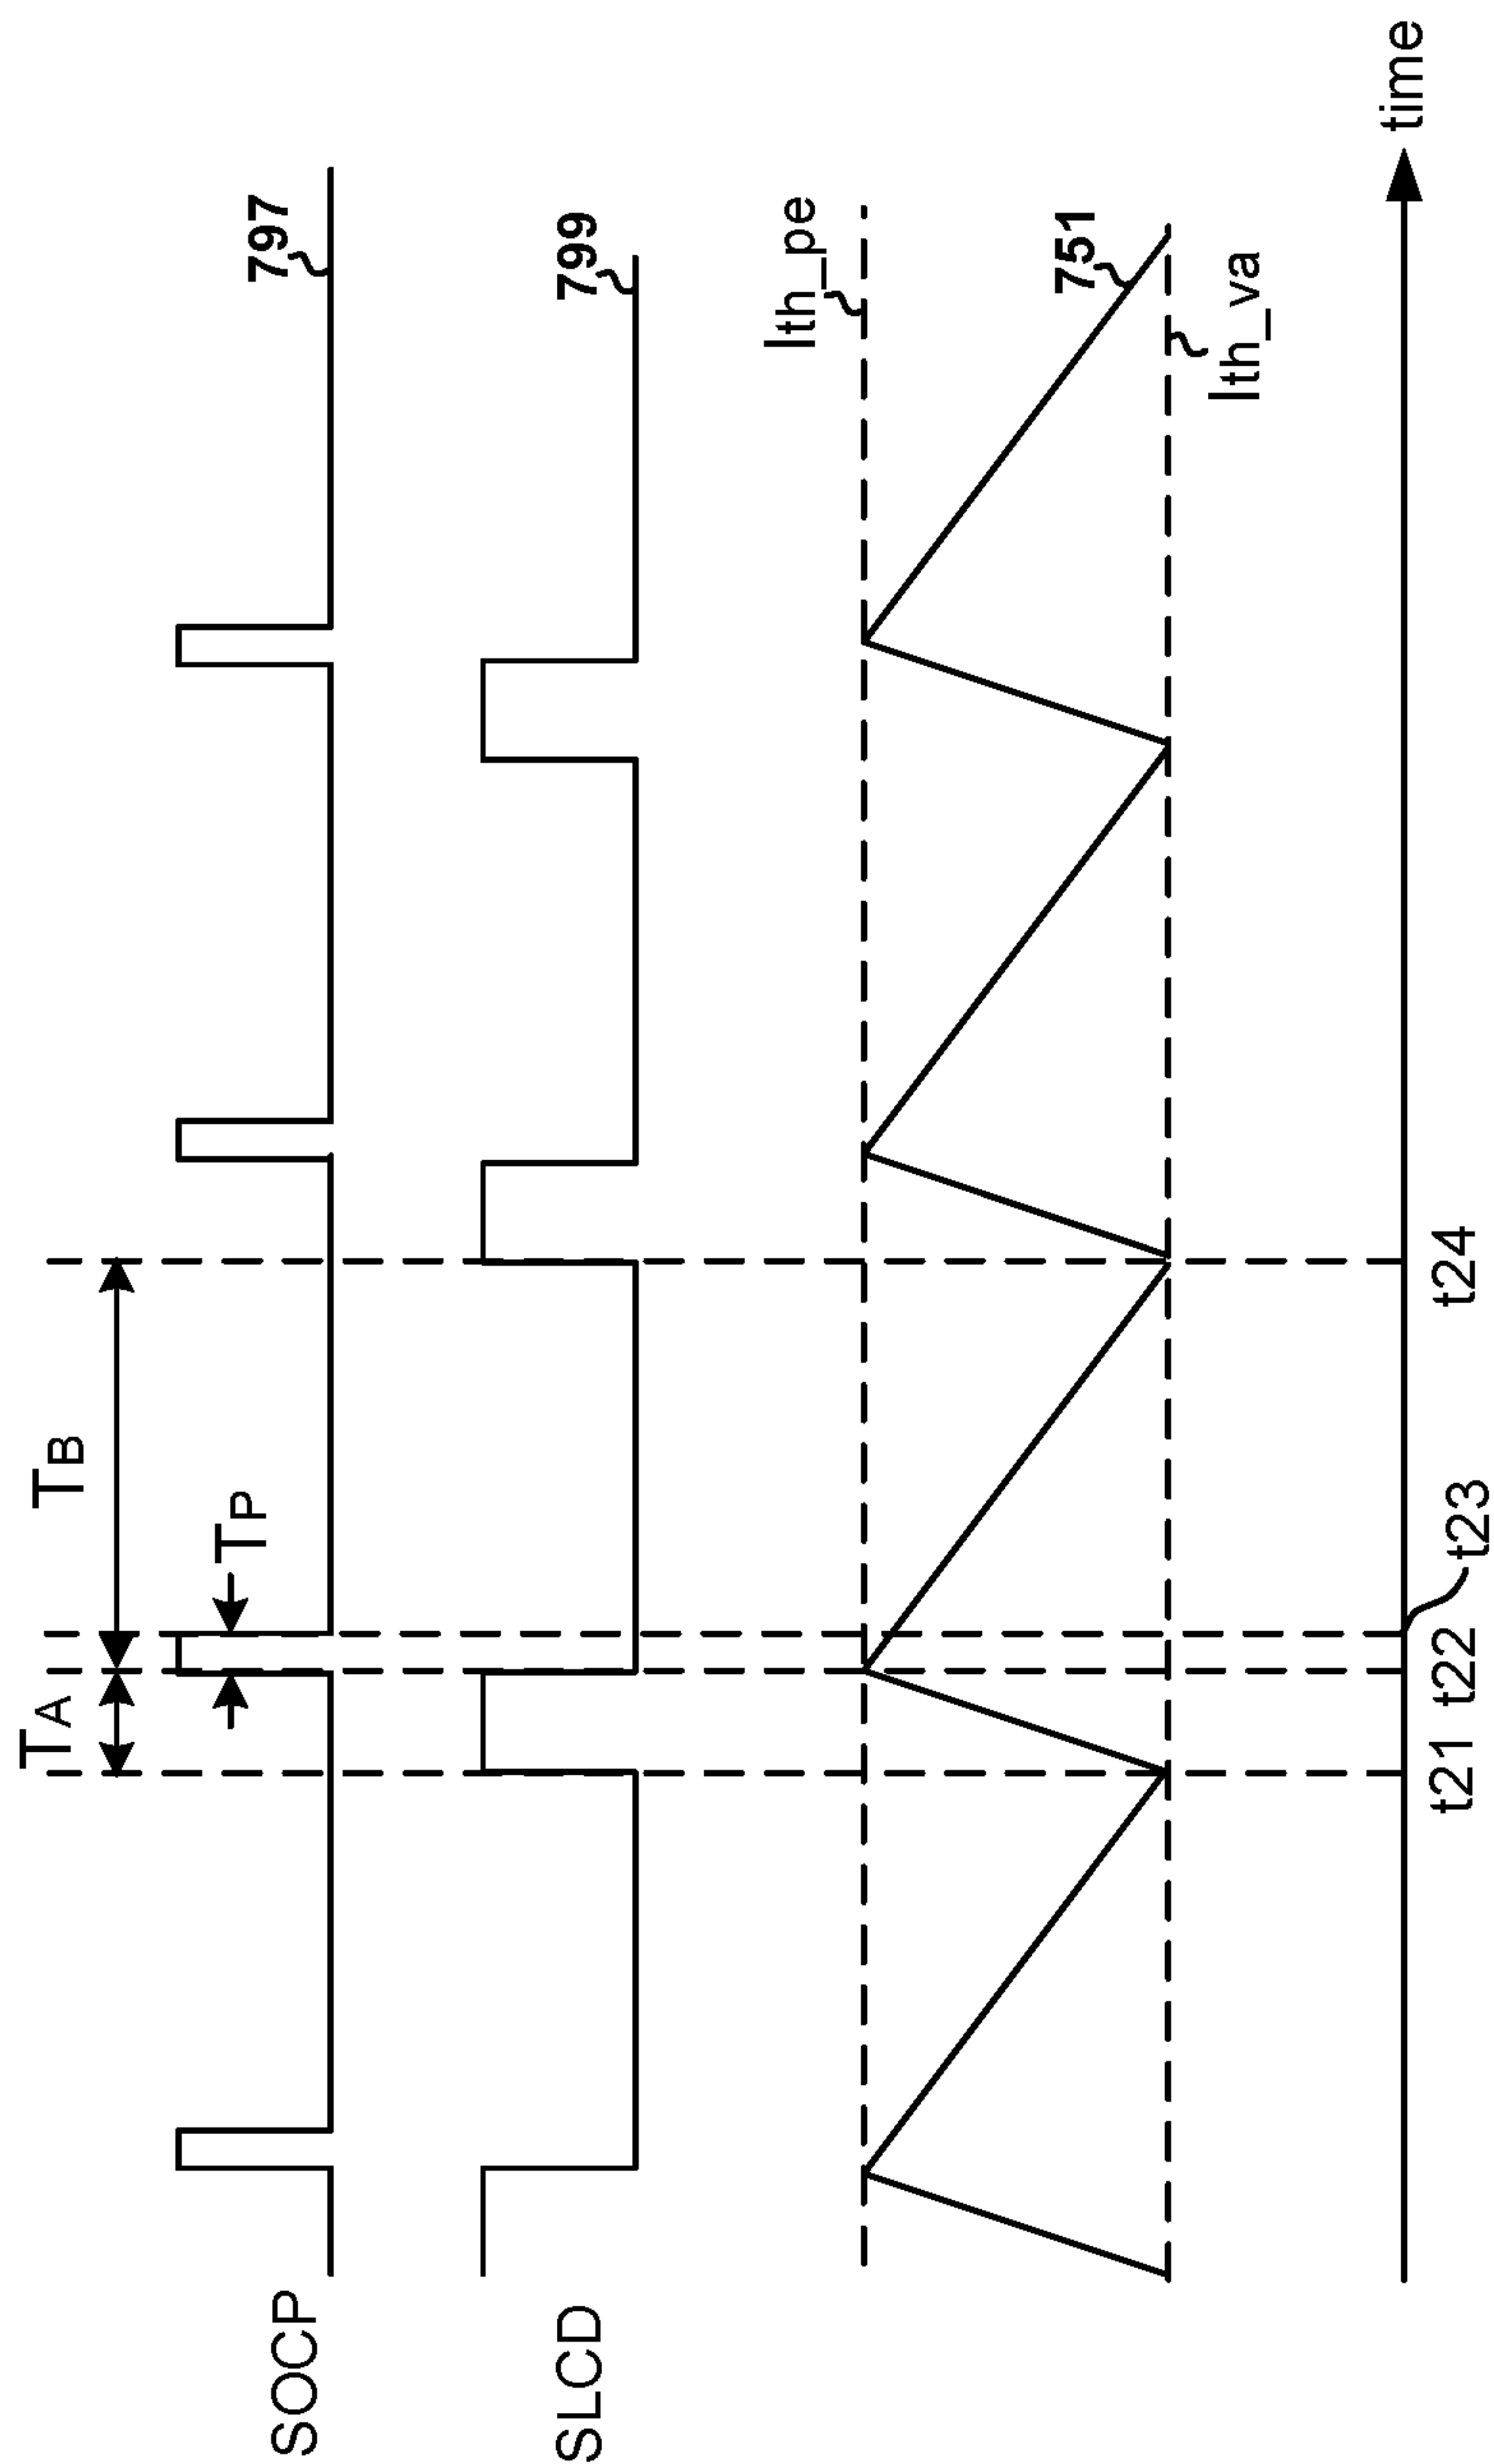 TA
TB
TP
SOCP
797
SLCD
799
Ith_pe
751
Ith_va
time
t21
t22
t23
t24